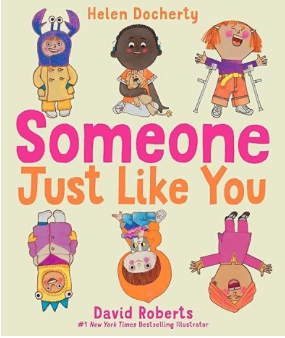 Helen Docherty
Someone
Just Like You
David Roberts
#1 New York Times Bestselling Illustrator